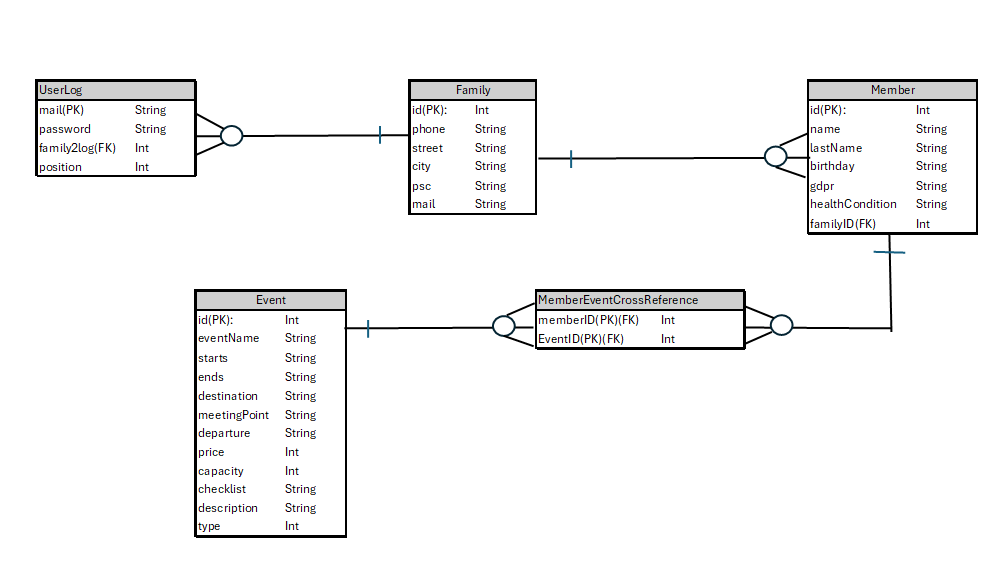 UserLog
mail(PK) String
password String
family2log(FK) Int
position Int
Family
id(PK): Int
phone String
street String
city String
psc String
mail String
Member
id(PK): Int
name String
lastName String
birthday String
gdpr String
healthCondition String
familyID(FK) Int
Event
id(PK): Int
eventName String
starts String
ends String
destination String
meetingPoint String
departure String
price Int
capacity Int
checklist String
description String
type Int
MemberEventCrossReference
memberID(PK)(FK) Int
EventID(PK)(FK) Int